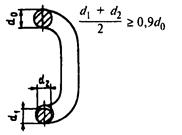 d₀
(d₁ + d₂)/2 ≥ 0,9d₀
d₂
d₁